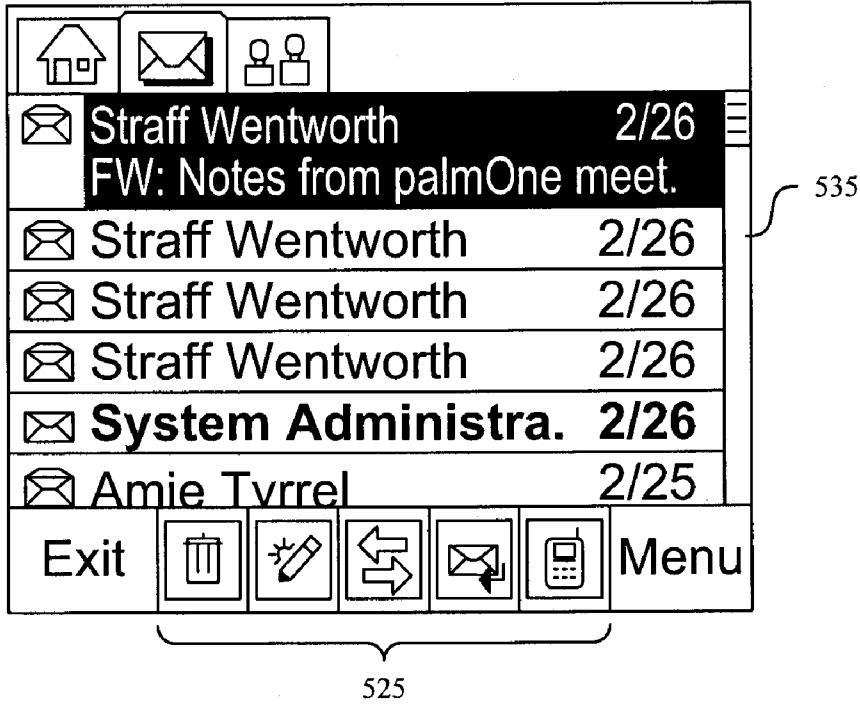 Straff Wentworth 2/26
FW: Notes from palmOne meet.
Straff Wentworth 2/26
Straff Wentworth 2/26
Straff Wentworth 2/26
System Administra. 2/26
Amie Tyrrel 2/25
Exit Menu
535
525